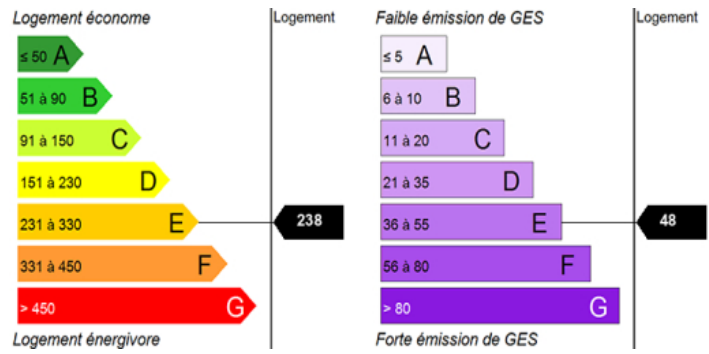 Logement économe
Logement
≤ 50 A
51 à 90 B
91 à 150 C
151 à 230 D
231 à 330 E
238
331 à 450 F
> 450 G
Logement énergivore
Faible émission de GES
Logement
≤ 5 A
6 à 10 B
11 à 20 C
21 à 35 D
36 à 55 E
48
56 à 80 F
> 80 G
Forte émission de GES